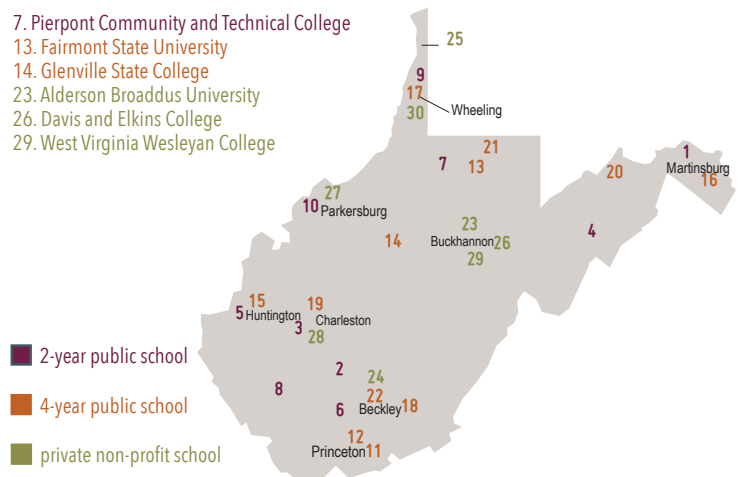 7. Pierpont Community and Technical College
13. Fairmont State University
14. Glenville State College
23. Alderson Broaddus University
26. Davis and Elkins College
29. West Virginia Wesleyan College
25
9
17
Wheeling
30
21
7
13
1
Martinsburg
16
20
27
10 Parkersburg
23
4
14
Buckhannon 26
29
15
19
5 Huntington
3
Charleston
28
2-year public school
2
24
8
22
6
Beckley 18
4-year public school
12
Princeton 11
private non-profit school